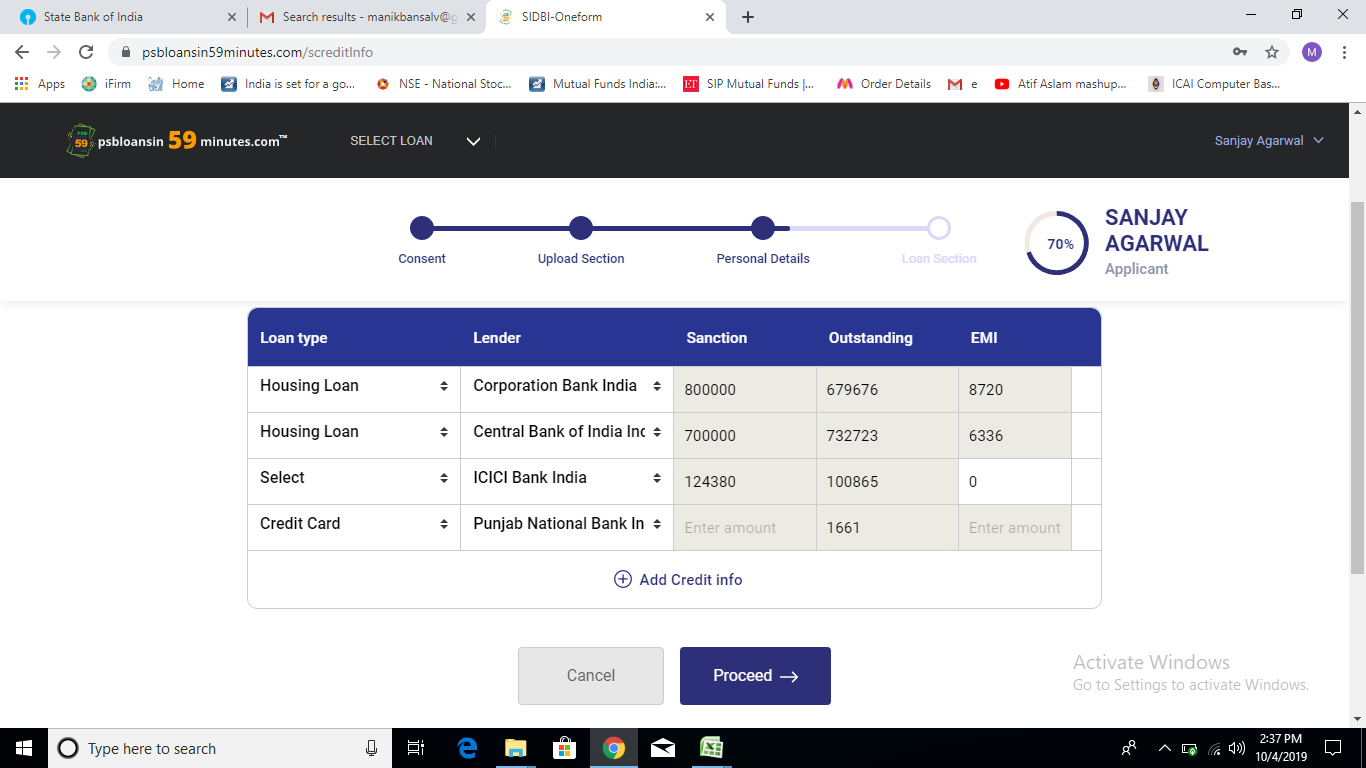 State Bank of India
Search results - manikbansalv@g
SIDBI-Oneform
psbloansin59minutes.com/screditInfo
M
Apps
iFirm
Home
India is set for a go...
NSE - National Stoc...
Mutual Funds India:...
ET
SIP Mutual Funds |...
Order Details
e
Atif Aslam mashup...
ICAI Computer Bas...
PSB 59 psbloansin 59 minutes.com™
SELECT LOAN
Sanjay Agarwal
Consent
Upload Section
Personal Details
Loan Section
70%
SANJAY
AGARWAL
Applicant
Loan type Lender Sanction Outstanding EMI
Housing Loan Corporation Bank India 800000 679676 8720
Housing Loan Central Bank of India Inc 700000 732723 6336
Select ICICI Bank India 124380 100865 0
Credit Card Punjab National Bank In Enter amount 1661 Enter amount
Add Credit info
Cancel
Proceed →
Activate Windows
Go to Settings to activate Windows.
Type here to search
2:37 PM
10/4/2019